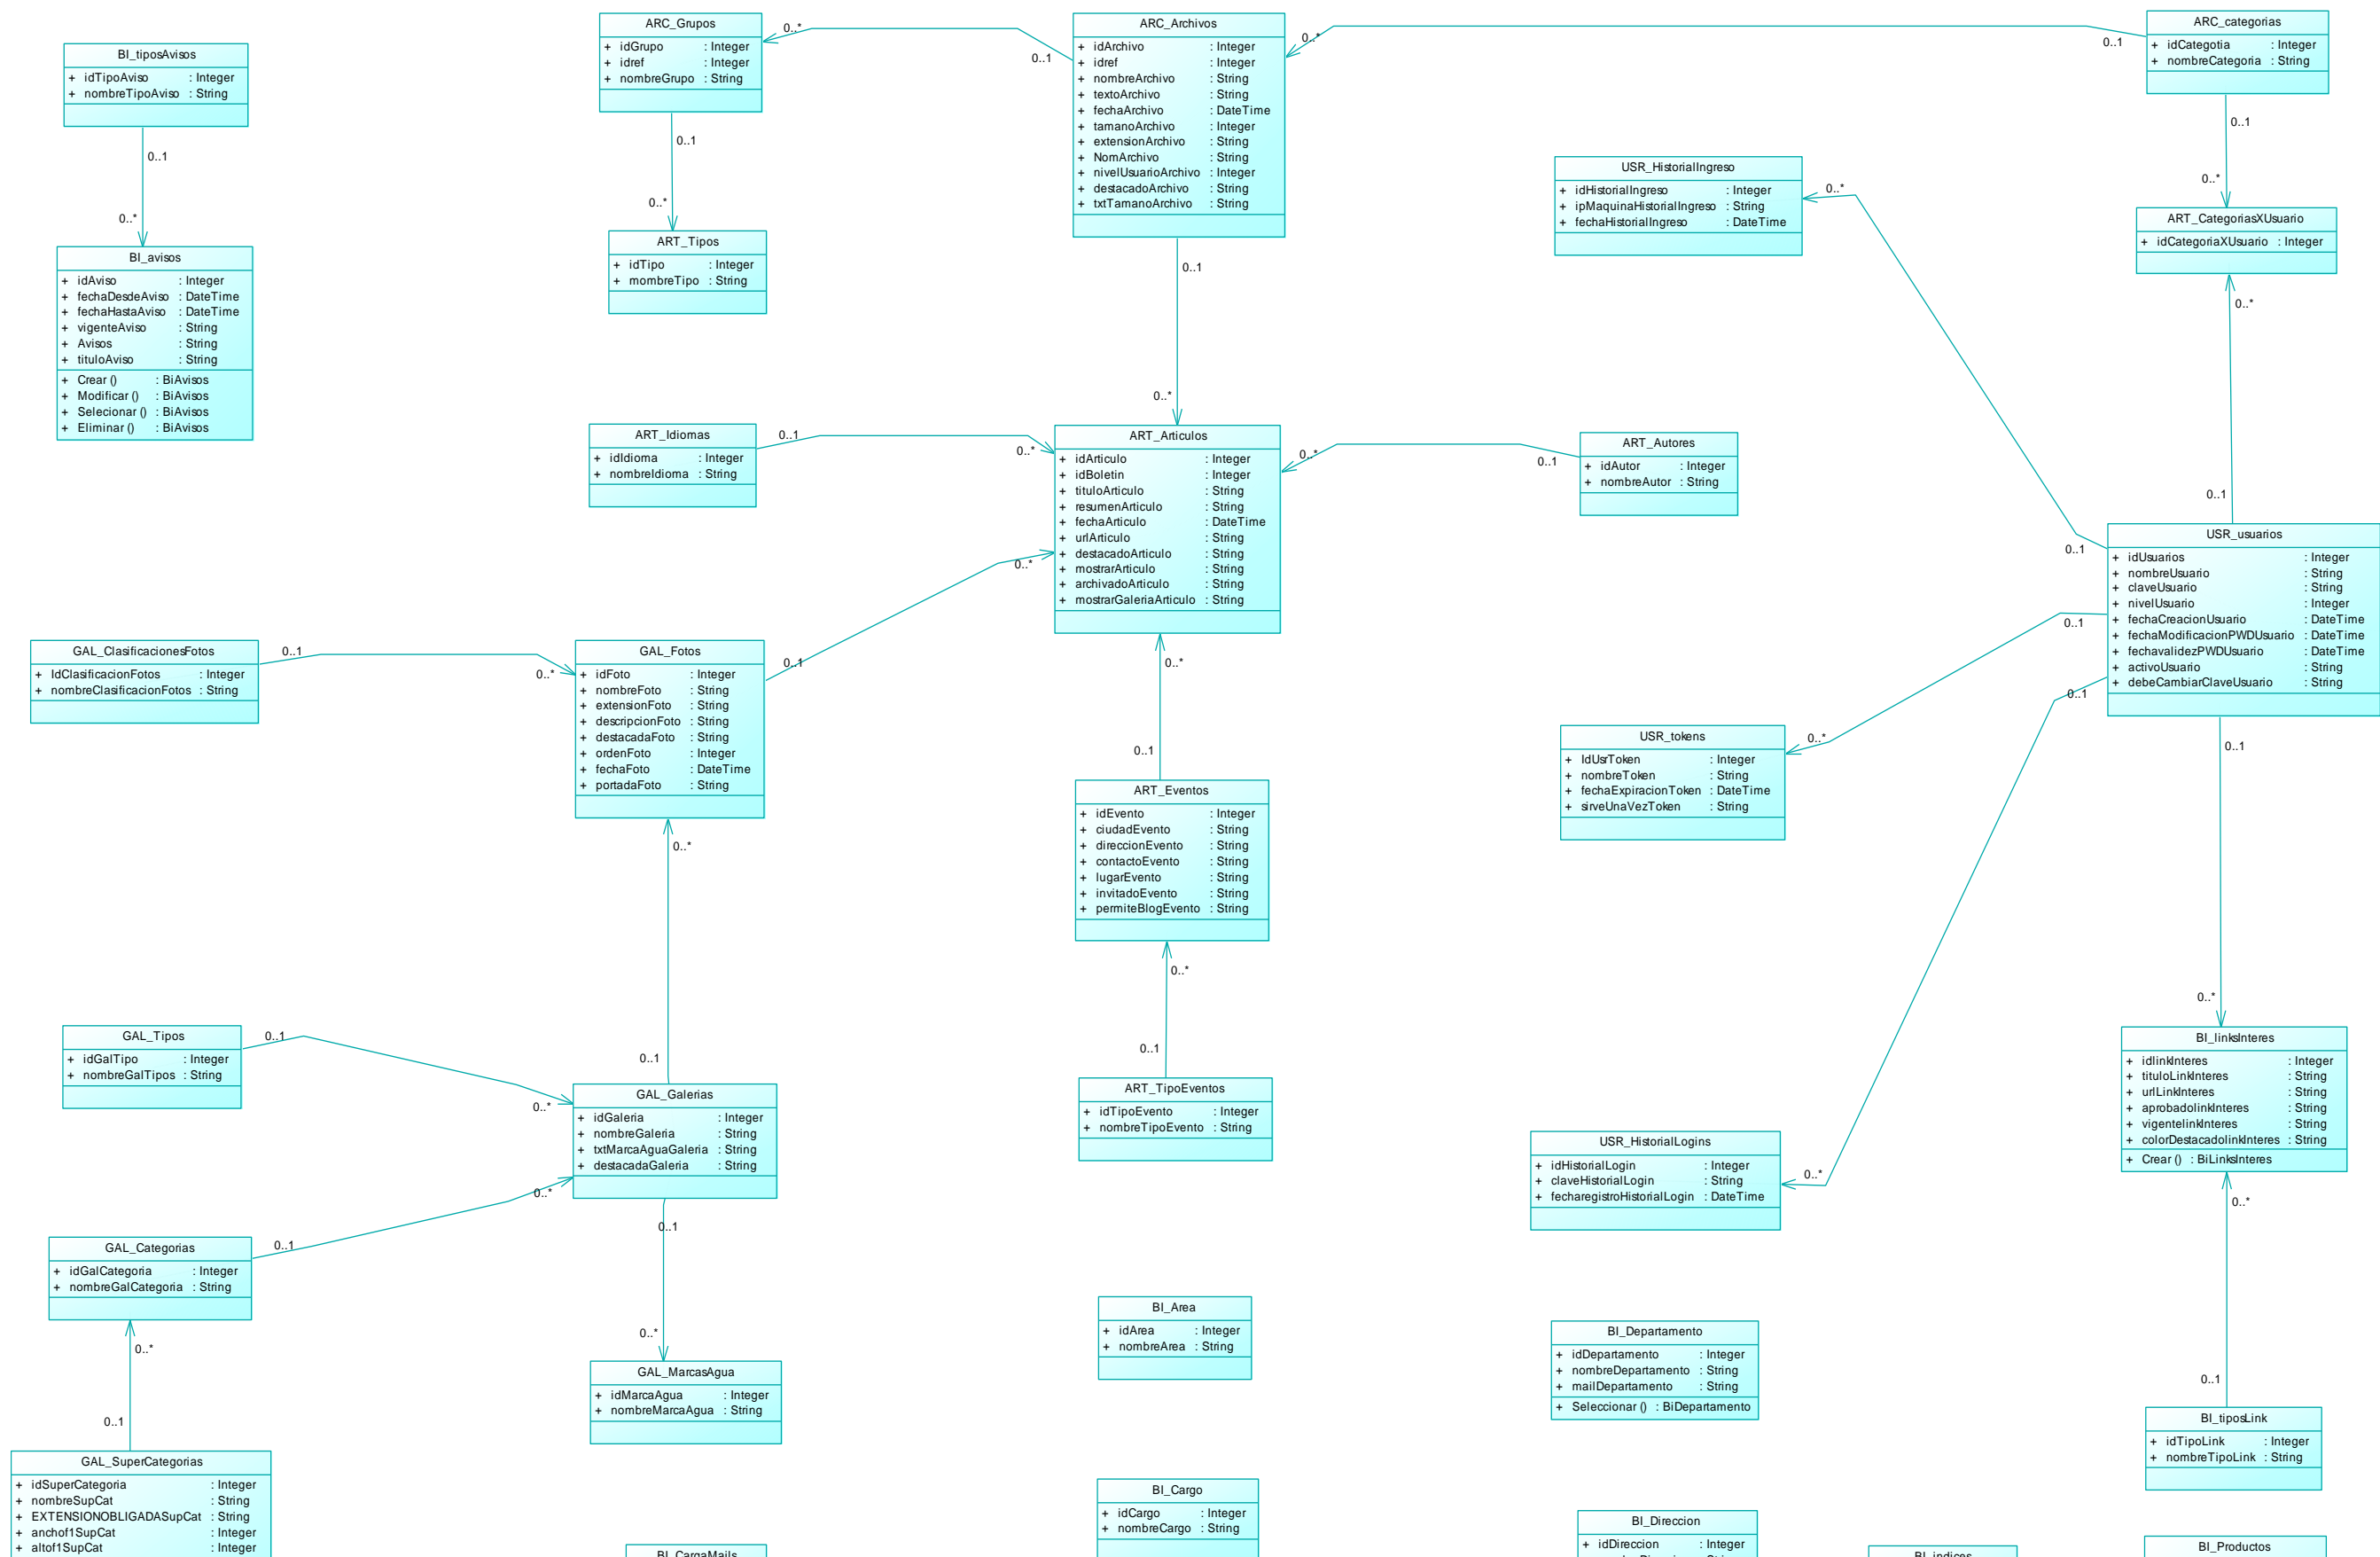 BI_tiposAvisos
+ idTipoAviso : Integer
+ nombreTipoAviso : String
0..1
0..*
BI_avisos
+ idAviso : Integer
+ fechaDesdeAviso : DateTime
+ fechaHastaAviso : DateTime
+ vigenteAviso : String
+ Avisos : String
+ tituloAviso : String
+ Crear () : BiAvisos
+ Modificar () : BiAvisos
+ Selecionar () : BiAvisos
+ Eliminar () : BiAvisos
ARC_Grupos
+ idGrupo : Integer
+ idref : Integer
+ nombreGrupo : String
0..*
0..1
0..1
0..*
ART_Tipos
+ idTipo : Integer
+ mombreTipo : String
ARC_Archivos
+ idArchivo : Integer
+ idref : Integer
+ nombreArchivo : String
+ textoArchivo : String
+ fechaArchivo : DateTime
+ tamanoArchivo : Integer
+ extensionArchivo : String
+ NomArchivo : String
+ nivelUsuarioArchivo : Integer
+ destacadoArchivo : String
+ txtTamanoArchivo : String
0..*
0..1
0..1
0..*
ARC_categorias
+ idCategotia : Integer
+ nombreCategoria : String
0..1
0..*
ART_CategoriasXUsuario
+ idCategoriaXUsuario : Integer
0..*
0..1
USR_HistorialIngreso
+ idHistorialIngreso : Integer
+ ipMaquinaHistorialIngreso : String
+ fechaHistorialIngreso : DateTime
0..*
0..1
ART_Idiomas
+ idIdioma : Integer
+ nombreIdioma : String
0..1
0..*
ART_Articulos
+ idArticulo : Integer
+ idBoletin : Integer
+ tituloArticulo : String
+ resumenArticulo : String
+ fechaArticulo : DateTime
+ urlArticulo : String
+ destacadoArticulo : String
+ mostrarArticulo : String
+ archivadoArticulo : String
+ mostrarGaleriaArticulo : String
0..*
0..1
ART_Autores
+ idAutor : Integer
+ nombreAutor : String
USR_usuarios
+ idUsuarios : Integer
+ nombreUsuario : String
+ claveUsuario : String
+ nivelUsuario : Integer
+ fechaCreacionUsuario : DateTime
+ fechaModificacionPWDUsuario : DateTime
+ fechavalidezPWDUsuario : DateTime
+ activoUsuario : String
+ debeCambiarClaveUsuario : String
0..1
0..1
0..1
0..*
GAL_ClasificacionesFotos
+ IdClasificacionFotos : Integer
+ nombreClasificacionFotos : String
0..1
0..*
GAL_Fotos
+ idFoto : Integer
+ nombreFoto : String
+ extensionFoto : String
+ descripcionFoto : String
+ destacadaFoto : String
+ ordenFoto : Integer
+ fechaFoto : DateTime
+ portadaFoto : String
0..1
0..*
0..*
0..1
0..*
0..1
ART_Eventos
+ idEvento : Integer
+ ciudadEvento : String
+ direccionEvento : String
+ contactoEvento : String
+ lugarEvento : String
+ invitadoEvento : String
+ permiteBlogEvento : String
0..*
0..1
ART_TipoEventos
+ idTipoEvento : Integer
+ nombreTipoEvento : String
USR_tokens
+ IdUsrToken : Integer
+ nombreToken : String
+ fechaExpiracionToken : DateTime
+ sirveUnaVezToken : String
0..*
BI_linksInteres
+ idlinkInteres : Integer
+ tituloLinkInteres : String
+ urlLinkInteres : String
+ aprobadolinkInteres : String
+ vigentelinkInteres : String
+ colorDestacadolinkInteres : String
+ Crear () : BiLinksInteres
0..*
0..1
GAL_Tipos
+ idGalTipo : Integer
+ nombreGalTipos : String
0..1
0..*
GAL_Galerias
+ idGaleria : Integer
+ nombreGaleria : String
+ txtMarcaAguaGaleria : String
+ destacadaGaleria : String
0..*
0..1
0..1
0..*
USR_HistorialLogins
+ idHistorialLogin : Integer
+ claveHistorialLogin : String
+ fecharegistroHistorialLogin : DateTime
0..*
GAL_Categorias
+ idGalCategoria : Integer
+ nombreGalCategoria : String
0..*
0..1
GAL_MarcasAgua
+ idMarcaAgua : Integer
+ nombreMarcaAgua : String
BI_Area
+ idArea : Integer
+ nombreArea : String
BI_Departamento
+ idDepartamento : Integer
+ nombreDepartamento : String
+ mailDepartamento : String
+ Seleccionar () : BiDepartamento
BI_tiposLink
+ idTipoLink : Integer
+ nombreTipoLink : String
GAL_SuperCategorias
+ idSuperCategoria : Integer
+ nombreSupCat : String
+ EXTENSIONOBLIGADASupCat : String
+ anchof1SupCat : Integer
+ altof1SupCat : Integer
BI_CargaMails
BI_Cargo
+ idCargo : Integer
+ nombreCargo : String
BI_Direccion
+ idDireccion : Integer
BI_indices
BI_Productos